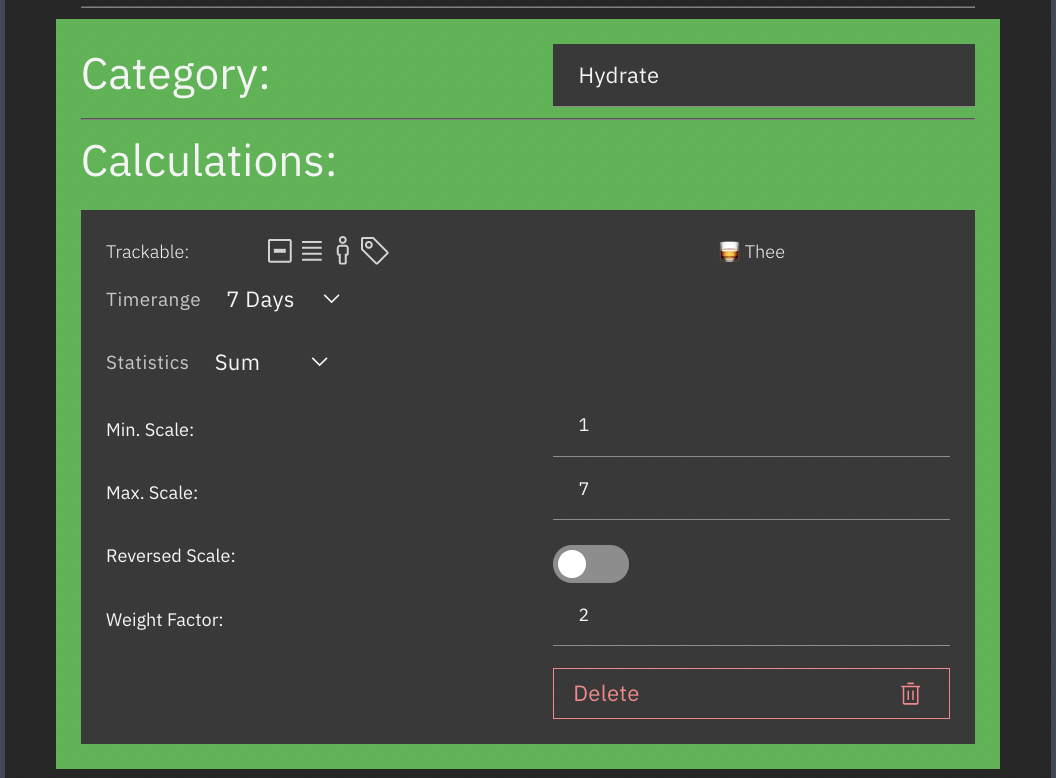 Category:
Hydrate
Calculations:
Trackable:
Thee
Timerange
7 Days
Statistics
Sum
Min. Scale:
1
Max. Scale:
7
Reversed Scale:
Weight Factor:
2
Delete